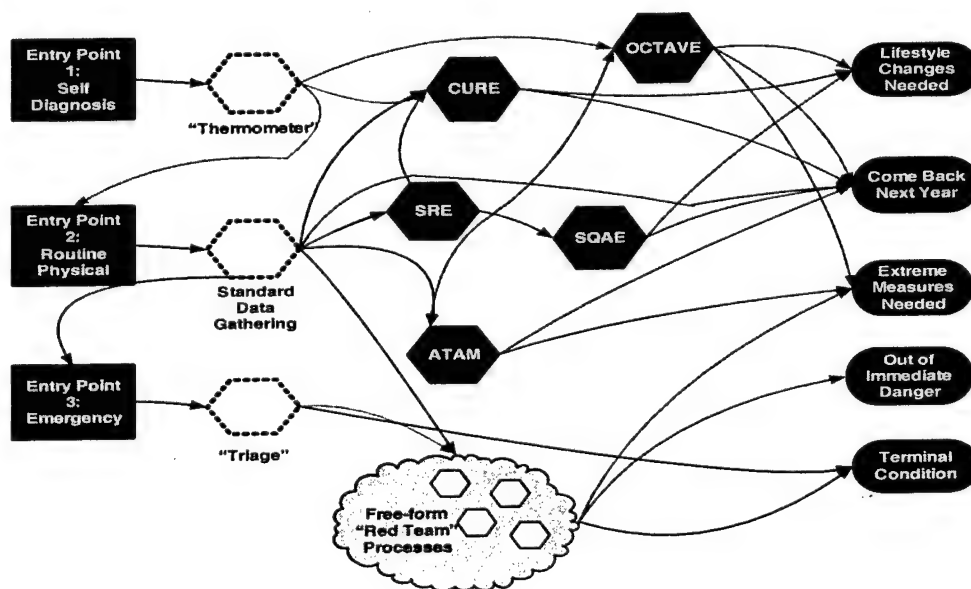 Entry Point
1:
Self
Diagnosis
"Thermometer"
OCTAVE
CURE
Lifestyle
Changes
Needed
Entry Point
2:
Routine
Physical
Standard
Data
Gathering
SRE
SQAE
Come Back
Next Year
ATAM
Extreme
Measures
Needed
Entry Point
3:
Emergency
"Triage"
Out of
Immediate
Danger
Free-form
"Red Team"
Processes
Terminal
Condition